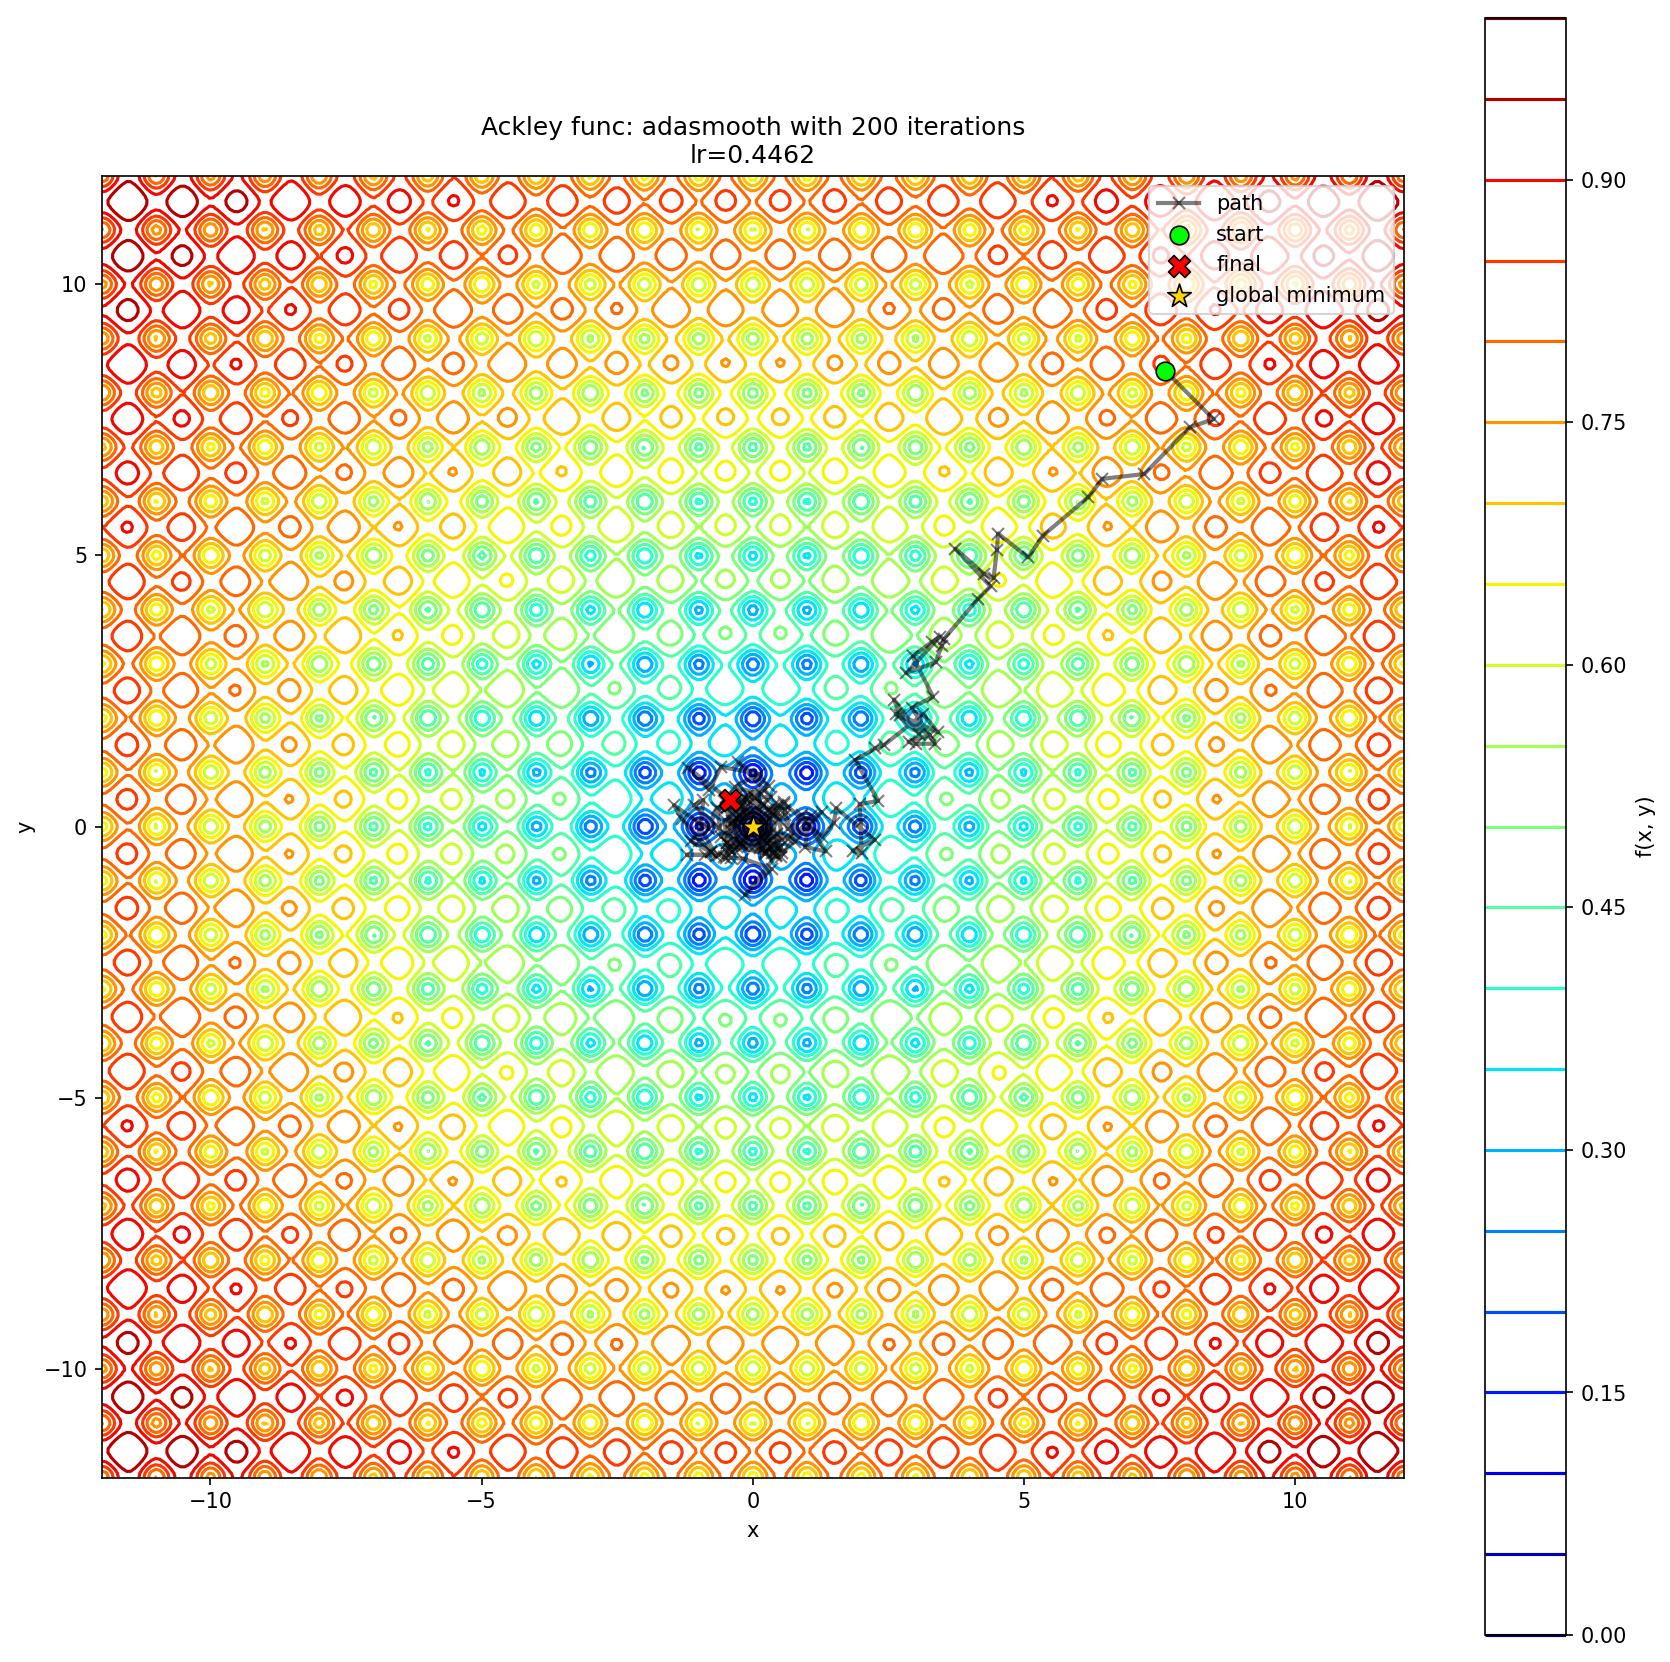 Ackley func: adasmooth with 200 iterations
lr=0.4462
path
start
final
global minimum
10
5
0
−5
−10
y
−10
−5
0
5
10
x
0.90
0.75
0.60
0.45
0.30
0.15
0.00
f(x, y)